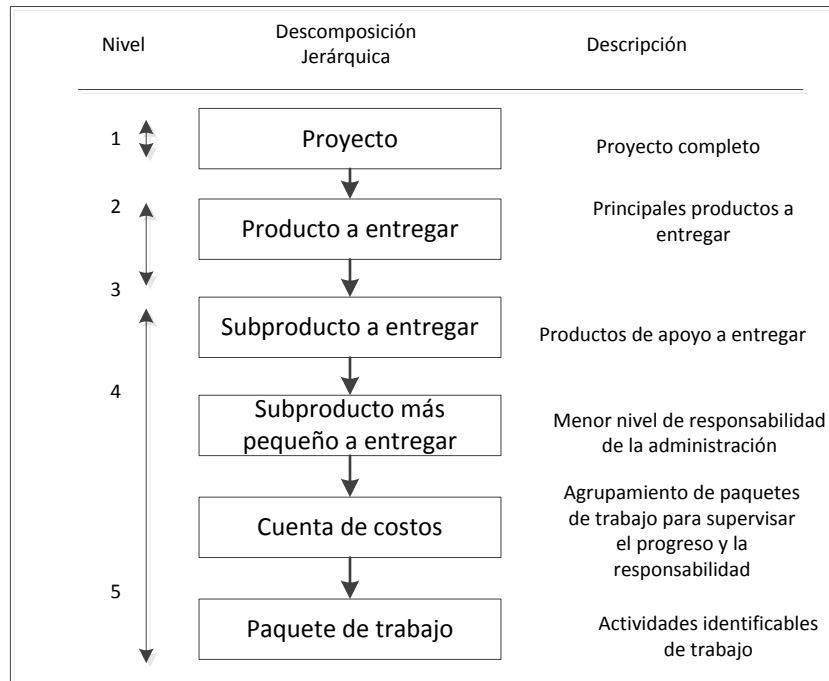 Nivel
Descomposición
Jerárquica
Descripción
1
Proyecto
Proyecto completo
2
Producto a entregar
Principales productos a
entregar
3
Subproducto a entregar
Productos de apoyo a entregar
4
Subproducto más
pequeño a entregar
Menor nivel de responsabilidad
de la administración
Cuenta de costos
Agrupamiento de paquetes
de trabajo para supervisar
el progreso y la
responsabilidad
5
Paquete de trabajo
Actividades identificables
de trabajo